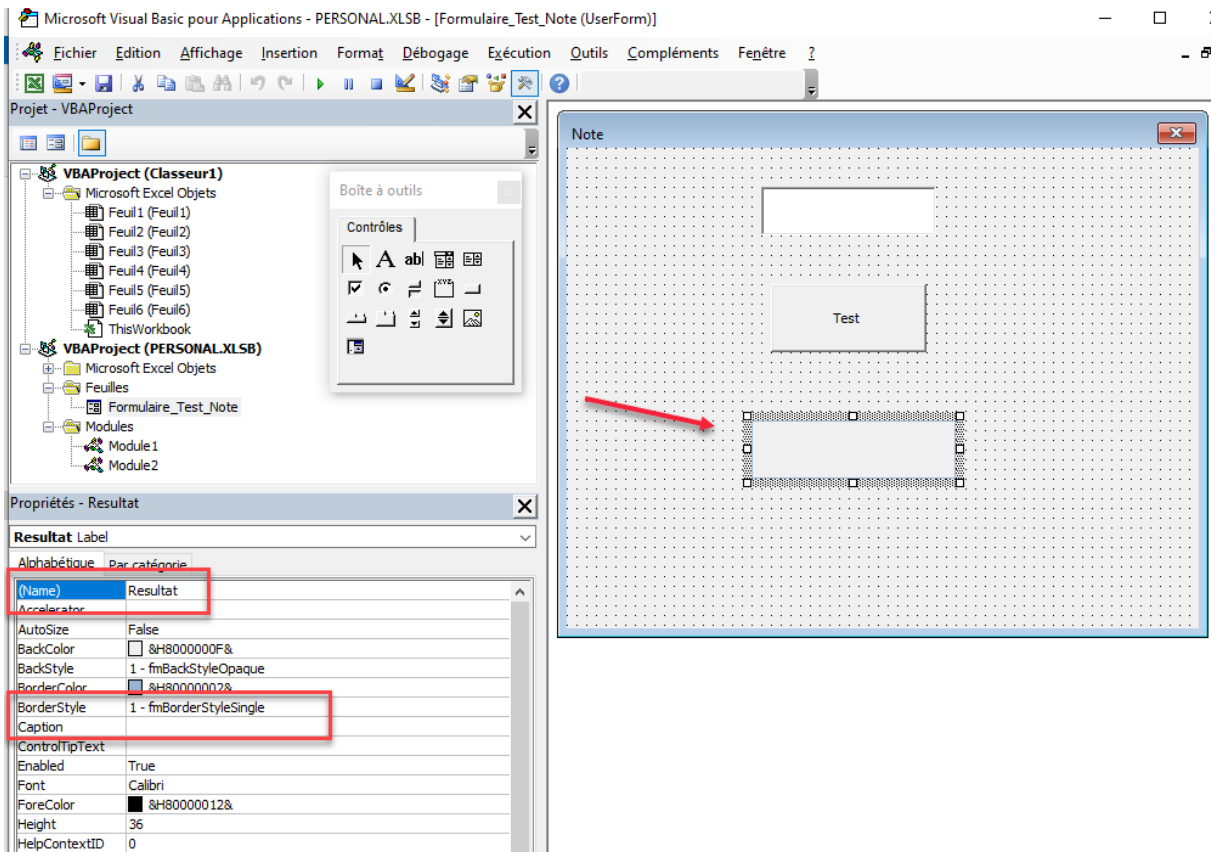 Microsoft Visual Basic pour Applications - PERSONAL.XLSB - [Formulaire_Test_Note (UserForm)]
Fichier Edition Affichage Insertion Format Débogage Exécution Outils Compléments Fenêtre ?
Projet - VBAProject
VBAProject (Classeur1)
Microsoft Excel Objets
Feuil1 (Feuil1)
Feuil2 (Feuil2)
Feuil3 (Feuil3)
Feuil4 (Feuil4)
Feuil5 (Feuil5)
Feuil6 (Feuil6)
ThisWorkbook
VBAProject (PERSONAL.XLSB)
Microsoft Excel Objets
Feuilles
Formulaire_Test_Note
Modules
Module1
Module2
Boîte à outils
Contrôles
A ab|
XYZ
Note
Test
Propriétés - Resultat
Resultat Label
Alphabétique Par catégorie
(Name) Resultat
Accelerator
AutoSize False
BackColor &H8000000F&
BackStyle 1 - fmBackStyleOpaque
BorderColor &H80000002&
BorderStyle 1 - fmBorderStyleSingle
Caption
ControlTipText
Enabled True
Font Calibri
ForeColor &H80000012&
Height 36
HelpContextID 0